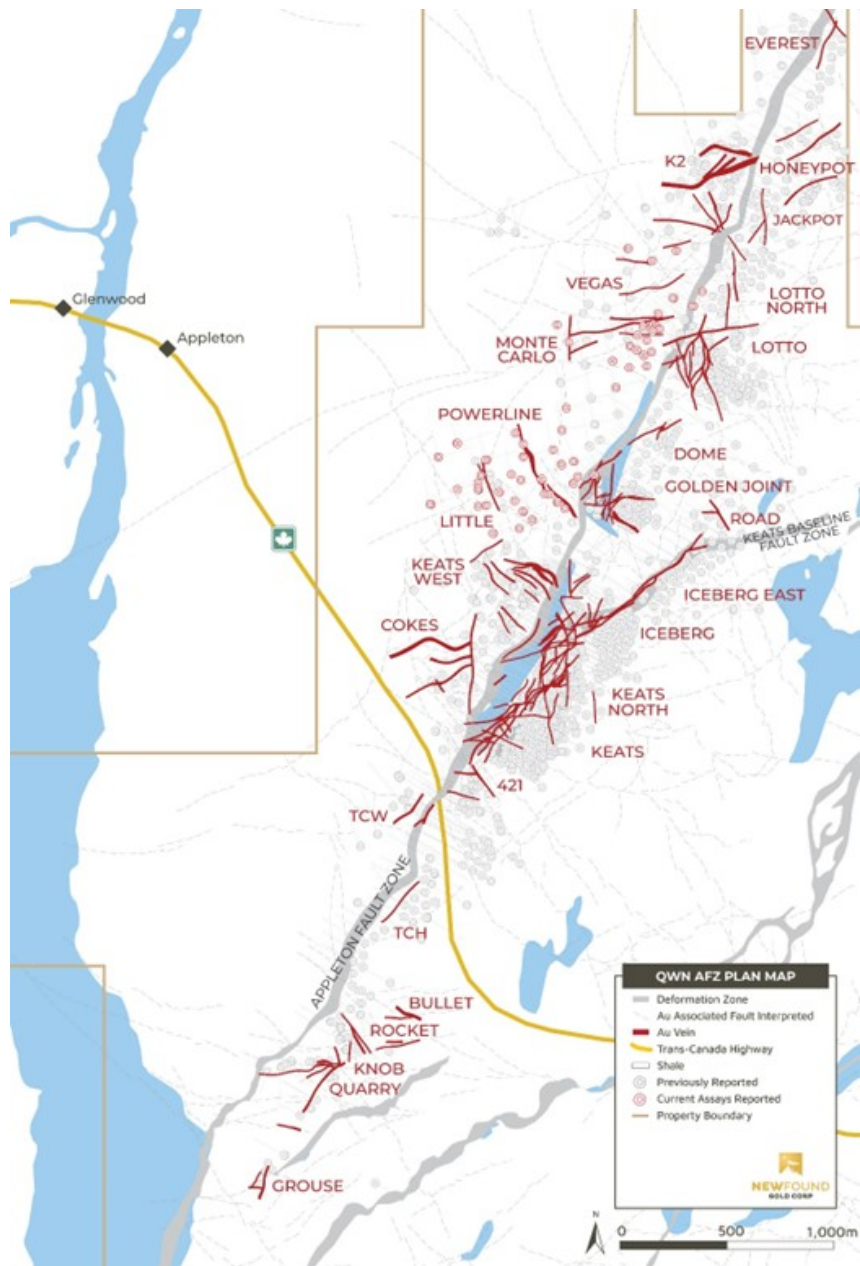 EVEREST
K2
HONEYPOT
JACKPOT
VEGAS
LOTTO
NORTH
Glenwood
Appleton
MONTE
CARLO
LOTTO
POWERLINE
DOME
GOLDEN JOINT
LITTLE
ROAD
KEATS BASELINE
FAULT ZONE
KEATS
WEST
ICEBERG EAST
COKES
ICEBERG
KEATS
NORTH
KEATS
421
TCW
APPLETON FAULT ZONE
TCH
BULLET
ROCKET
KNOB
QUARRY
GROUSE
QWN AFZ PLAN MAP
Deformation Zone
Au Associated Fault Interpreted
Au Vein
Trans-Canada Highway
Shale
Previously Reported
Current Assays Reported
Property Boundary
NEWFOUND
GOLD CORP
N
0 500 1,000m